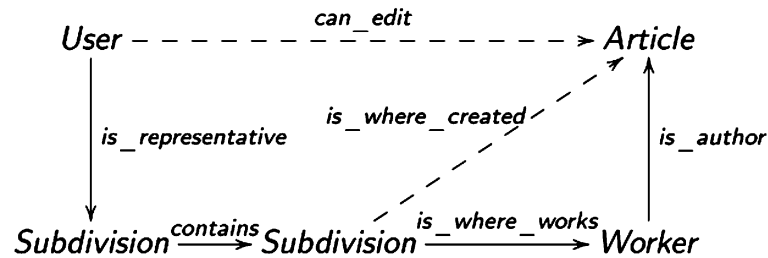 can_edit
User Article
is_where_created
is_representative is_author
contains is_where_works
Subdivision Subdivision Worker